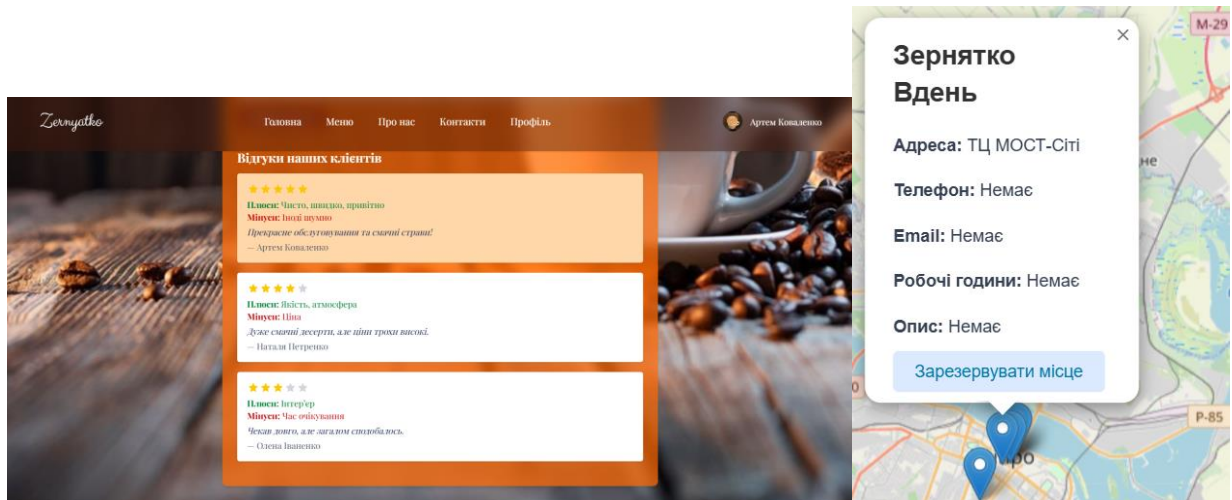 Zernyatko
Головна Меню Про нас Контакти Профіль
Артем Коваленко
Відгуки наших клієнтів
Плюси: Чисто, швидко, привітно
Мінуси: Іноді шумно
Прекрасне обслуговування та смачні страви!
— Артем Коваленко
Плюси: Якість, атмосфера
Мінуси: Ціна
Дуже смачні десерти, але ціни трохи високі.
— Наталя Петренко
Плюси: Інтер'єр
Мінуси: Час очікування
Чекав довго, але загалом сподобалось.
— Олена Іваненко
Зернятко
Вдень
×
Адреса: ТЦ МОСТ-Сіті
Телефон: Немає
Email: Немає
Робочі години: Немає
Опис: Немає
Зарезервувати місце
М-29
Р-85